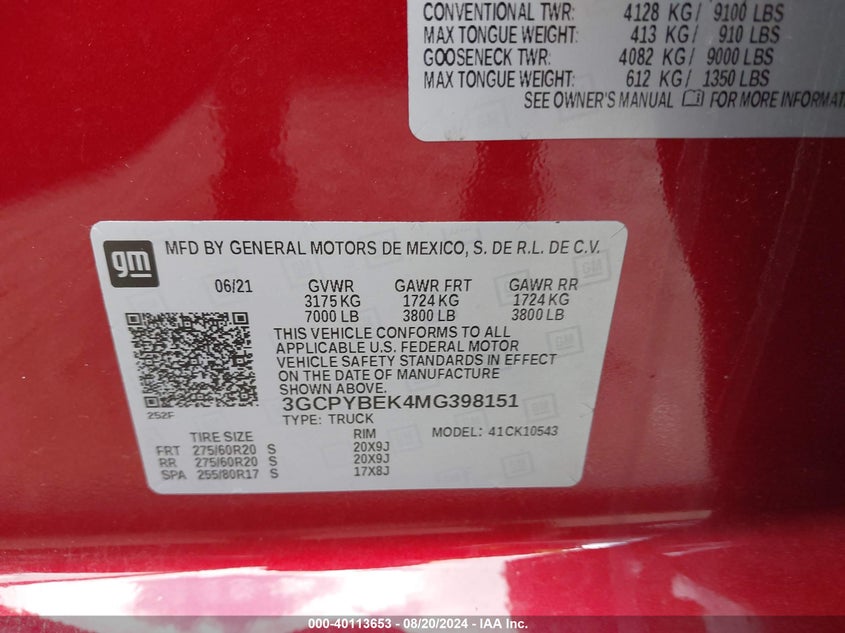 CONVENTIONAL TWR: 4128 KG/ 9100 LBS
MAX TONGUE WEIGHT: 413 KG/ 910 LBS
GOOSENECK TWR: 4082 KG/ 9000 LBS
MAX TONGUE WEIGHT: 612 KG/ 1350 LBS
SEE OWNER'S MANUAL FOR MORE INFORMAT
gm MFD BY GENERAL MOTORS DE MEXICO, S. DE R.L. DE C.V.
06/21 GVWR GAWR FRT GAWR RR
3175 KG 1724 KG 1724 KG
7000 LB 3800 LB 3800 LB
THIS VEHICLE CONFORMS TO ALL
APPLICABLE U.S. FEDERAL MOTOR
VEHICLE SAFETY STANDARDS IN EFFECT
ON THE DATE OF MANUFACTURE
SHOWN ABOVE.
252F 3GCPYBEK4MG398151
TYPE: TRUCK
TIRE SIZE RIM MODEL: 41CK10543
FRT 275/60R20 S 20X9J
RR 275/60R20 S 20X9J
SPA 255/80R17 S 17X8J
000-40113653 - 08/20/2024 - IAA Inc.